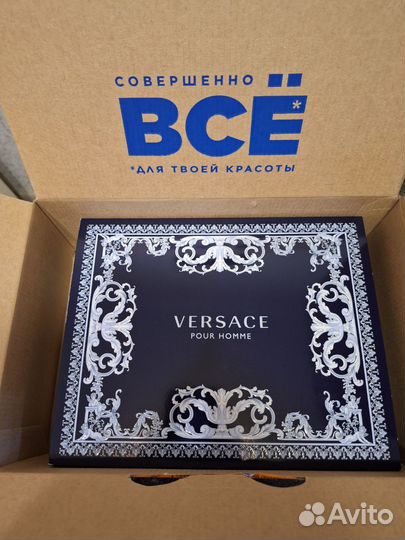 СОВЕРШЕННО
ВСЁ*
*ДЛЯ ТВОЕЙ КРАСОТЫ
VERSACE
POUR HOMME
Avito